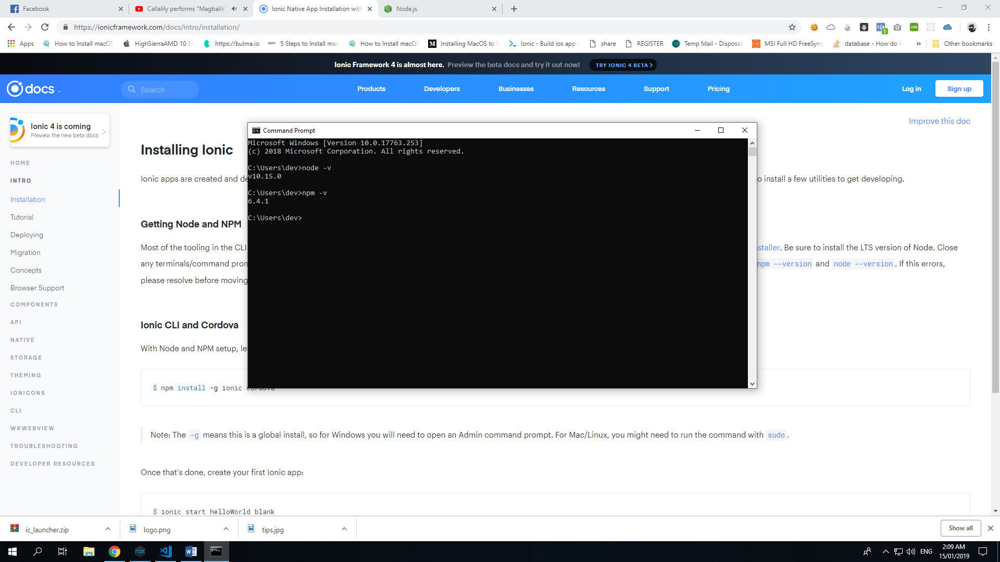 Facebook
Callalily performs "Magbalik"
Ionic Native App Installation with
Node.js
https://ionicframework.com/docs/intro/installation/
1
CORS
Apps
How to Install macOS
HighSierraAMD 10.13
https://bulma.io
5 Steps to Install mac
How to Install macOS
Installing MacOS to V
Ionic - Build ios app
share
REGISTER
Temp Mail - Disposab
MSI Full HD FreeSync
database - How do I
»
Other bookmarks
Ionic Framework 4 is almost here. Preview the beta docs and try it out now! TRY IONIC 4 BETA
docs
Search
Products
Developers
Businesses
Resources
Support
Pricing
Log in
Sign up
Ionic 4 is coming
Preview the new beta docs
HOME
INTRO
Installation
Tutorial
Deploying
Migration
Concepts
Browser Support
COMPONENTS
API
NATIVE
STORAGE
THEMING
IONICONS
CLI
WKWEBVIEW
TROUBLESHOOTING
DEVELOPER RESOURCES
Improve this doc
Installing Ionic
Ionic apps are created and de
o install a few utilities to get developing.
Getting Node and NPM
Most of the tooling in the CLI
staller. Be sure to install the LTS version of Node. Close
any terminals/command pron
npm --version and node --version. If this errors,
please resolve before moving
Ionic CLI and Cordova
With Node and NPM setup, le
$ npm install -g ionic cordova
Note: The -g means this is a global install, so for Windows you will need to open an Admin command prompt. For Mac/Linux, you might need to run the command with sudo.
Once that's done, create your first Ionic app:
$ ionic start helloWorld blank
Command Prompt
Microsoft Windows [Version 10.0.17763.253]
(c) 2018 Microsoft Corporation. All rights reserved.
C:\Users\dev>node -v
v10.15.0
C:\Users\dev>npm -v
6.4.1
C:\Users\dev>
ic_launcher.zip
logo.png
tips.jpg
Show all
ENG
2:09 AM
15/01/2019